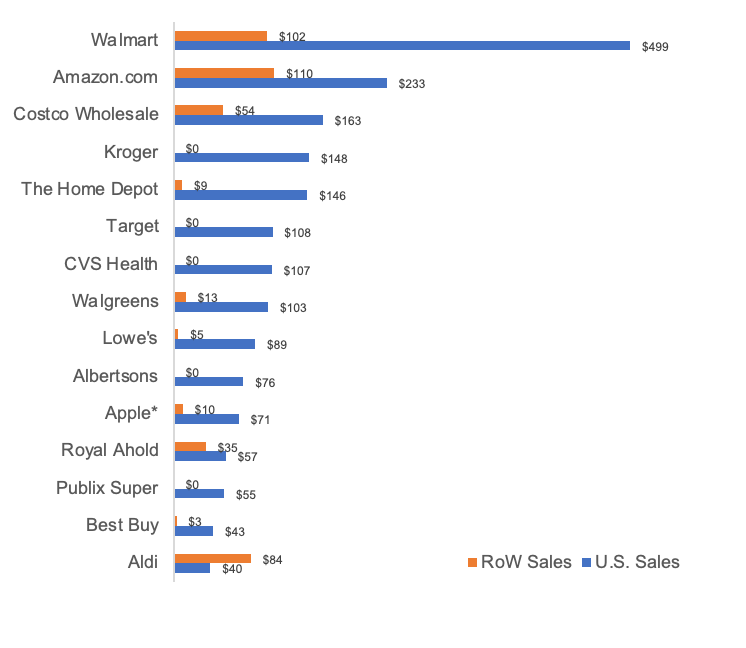 Walmart $102
$499
Amazon.com $110
$233
Costco Wholesale $54
$163
Kroger $0
$148
The Home Depot $9
$146
Target $0
$108
CVS Health $0
$107
Walgreens $13
$103
Lowe's $5
$89
Albertsons $0
$76
Apple* $10
$71
Royal Ahold $35
$57
Publix Super $0
$55
Best Buy $3
$43
Aldi $84
$40
RoW Sales U.S. Sales